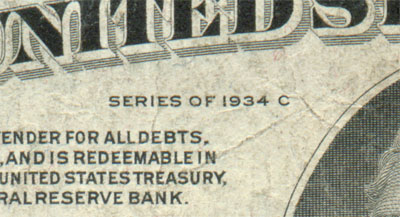 NITED S
SERIES OF 1934 C
ENDER FOR ALL DEBTS,
, AND IS REDEEMABLE IN
UNITED STATES TREASURY,
RAL RESERVE BANK.